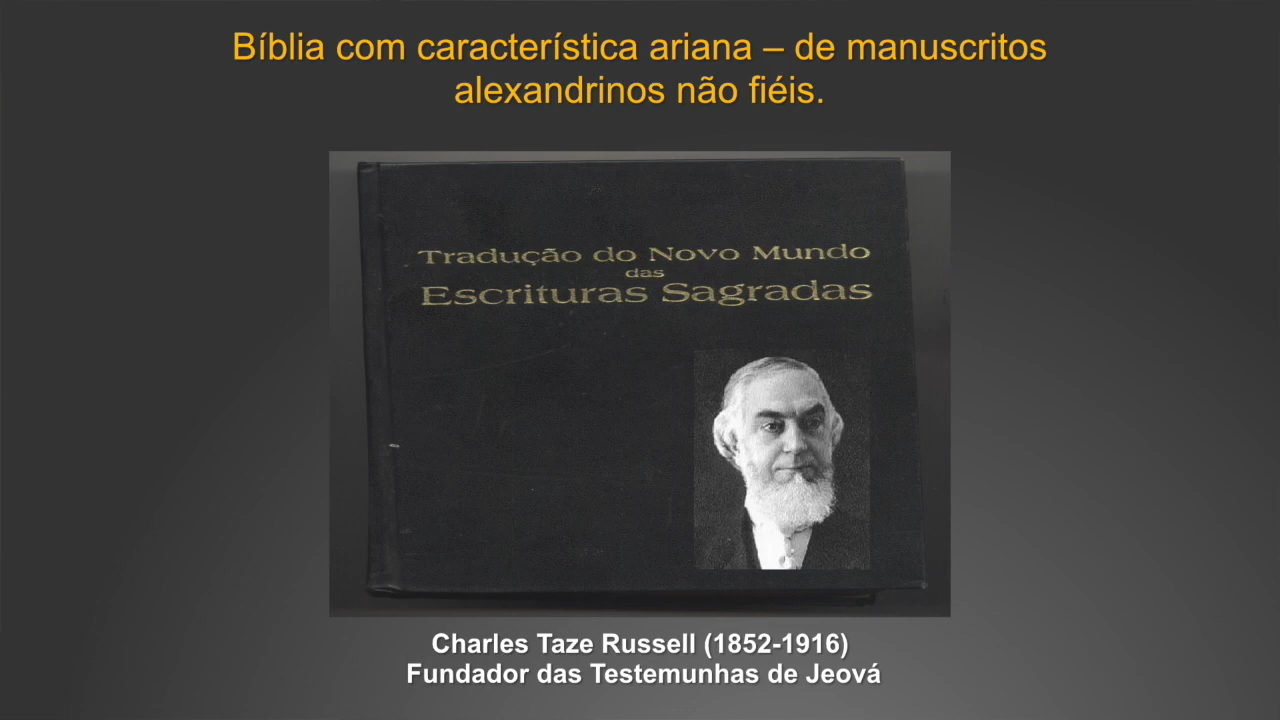 Bíblia com característica ariana – de manuscritos
alexandrinos não fiéis.
Tradução do Novo Mundo
das
Escrituras Sagradas
Charles Taze Russell (1852-1916)
Fundador das Testemunhas de Jeová